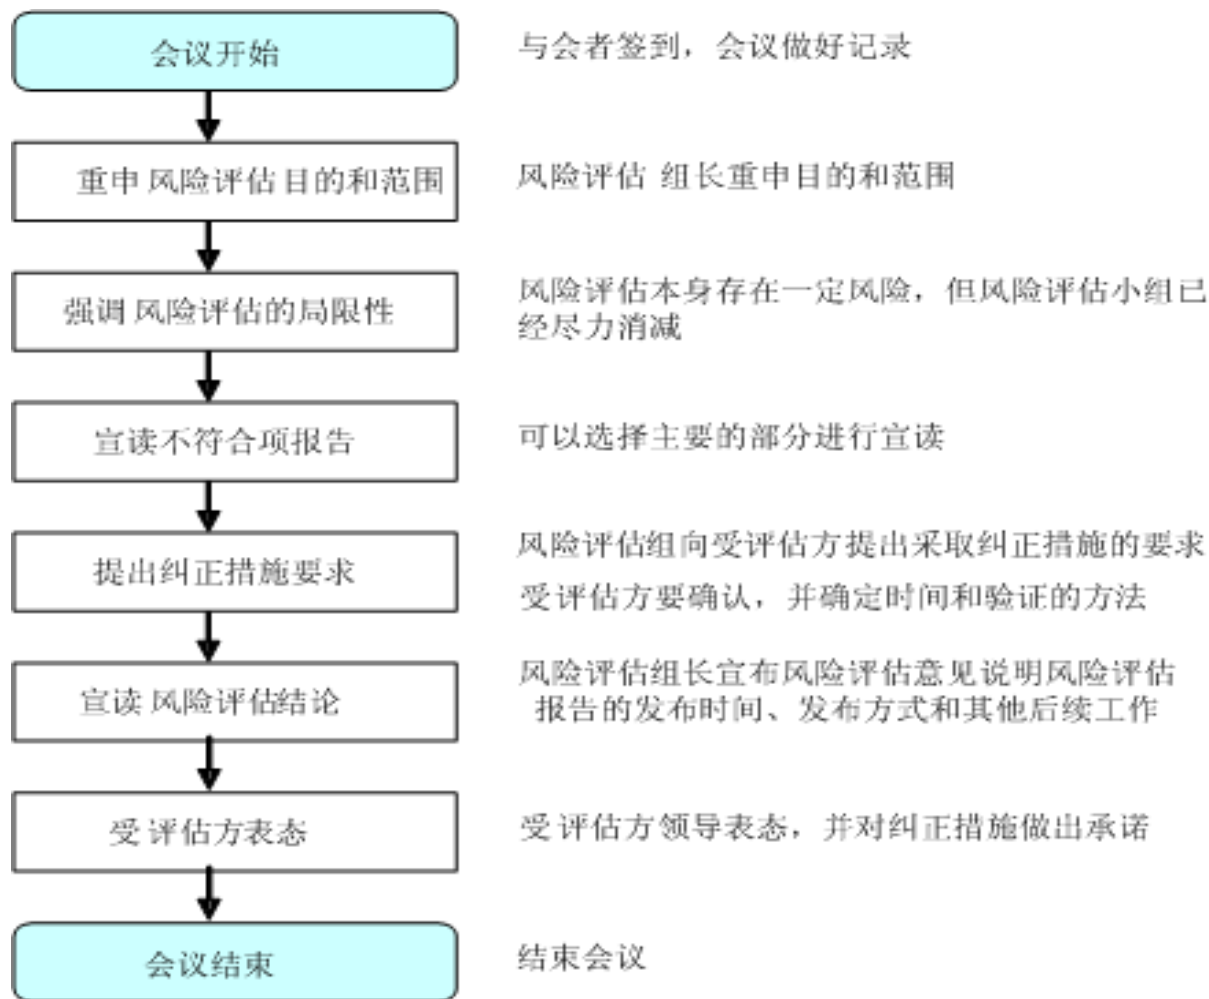 会议开始
与会者签到，会议做好记录
重申风险评估目的和范围
风险评估 组长重申目的和范围
强调风险评估的局限性
风险评估本身存在一定风险，但风险评估小组已
经尽力消减
宣读不符合项报告
可以选择主要的部分进行宣读
提出纠正措施要求
风险评估组向受评估方提出采取纠正措施的要求
受评估方要确认，并确定时间和验证的方法
宣读风险评估结论
风险评估组长宣布风险评估意见说明风险评估
报告的发布时间、发布方式和其他后续工作
受评估方表态
受评估方领导表态，并对纠正措施做出承诺
会议结束
结束会议